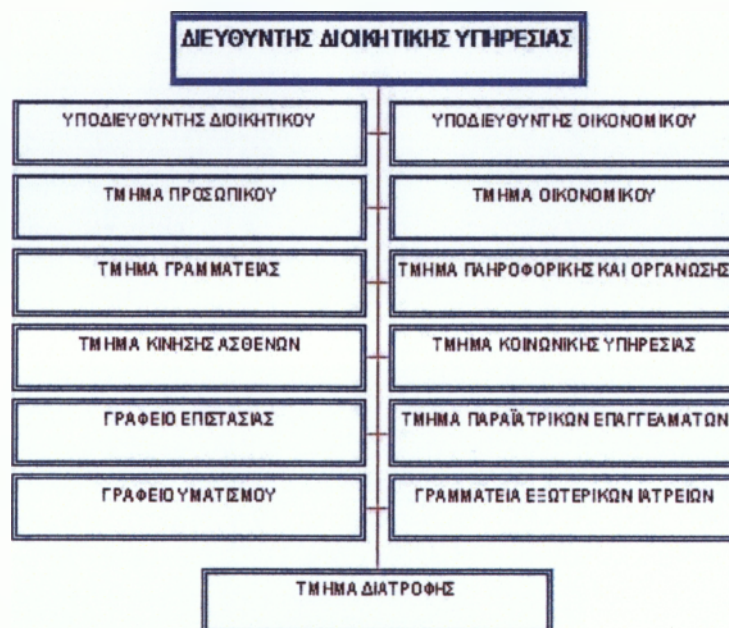 ΔΙΕΥΘΥΝΤΗΣ ΔΙΟΙΚΗΤΙΚΗΣ ΥΠΗΡΕΣΙΑΣ
ΥΠΟΔΙΕΥΘΥΝΤΗΣ ΔΙΟΙΚΗΤΙΚΟΥ
ΥΠΟΔΙΕΥΘΥΝΤΗΣ ΟΙΚΟΝΟΜΙΚΟΥ
ΤΜΗΜΑ ΠΡΟΣΩΠΙΚΟΥ
ΤΜΗΜΑ ΟΙΚΟΝΟΜΙΚΟΥ
ΤΜΗΜΑ ΓΡΑΜΜΑΤΕΙΑΣ
ΤΜΗΜΑ ΠΛΗΡΟΦΟΡΙΚΗΣ ΚΑΙ ΟΡΓΑΝΩΣΗΣ
ΤΜΗΜΑ ΚΙΝΗΣΗΣ ΑΣΘΕΝΩΝ
ΤΜΗΜΑ ΚΟΙΝΩΝΙΚΗΣ ΥΠΗΡΕΣΙΑΣ
ΓΡΑΦΕΙΟ ΕΠΙΣΤΑΣΙΑΣ
ΤΜΗΜΑ ΠΑΡΑΪΑΤΡΙΚΩΝ ΕΠΑΓΓΕΛΜΑΤΩΝ
ΓΡΑΦΕΙΟ ΥΜΑΤΙΣΜΟΥ
ΓΡΑΜΜΑΤΕΙΑ ΕΞΩΤΕΡΙΚΩΝ ΙΑΤΡΕΙΩΝ
ΤΜΗΜΑ ΔΙΑΤΡΟΦΗΣ